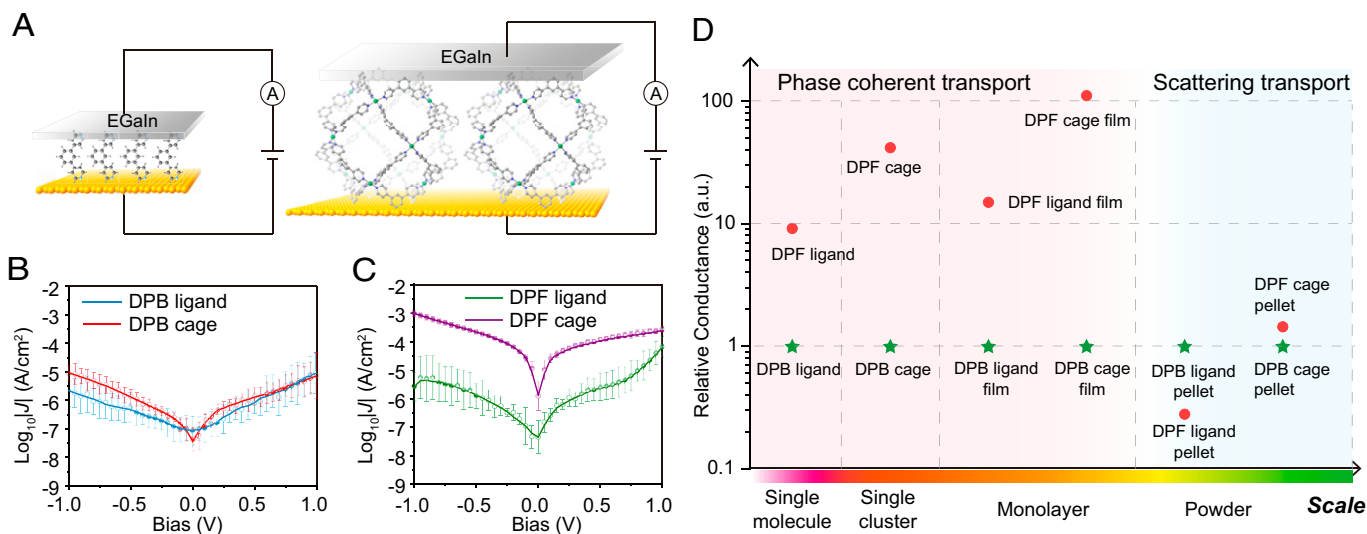 A
EGaIn
A
EGaIn
A
B
DPB ligand
DPB cage
Log10|J| (A/cm²)
-2
-3
-4
-5
-6
-7
-8
-9
-1.0 -0.5 0.0 0.5 1.0
Bias (V)
C
DPF ligand
DPF cage
Log10|J| (A/cm²)
-2
-3
-4
-5
-6
-7
-8
-9
-1.0 -0.5 0.0 0.5 1.0
Bias (V)
D
Phase coherent transport
Scattering transport
Relative Conductance (a.u.)
100
10
1
0.1
DPF cage film
DPF cage
DPF ligand film
DPF ligand
DPF cage
pellet
DPB ligand
DPB cage
DPB ligand
film
DPB cage
film
DPB ligand
pellet
DPB cage
pellet
DPF ligand
pellet
Single
molecule
Single
cluster
Monolayer
Powder
Scale